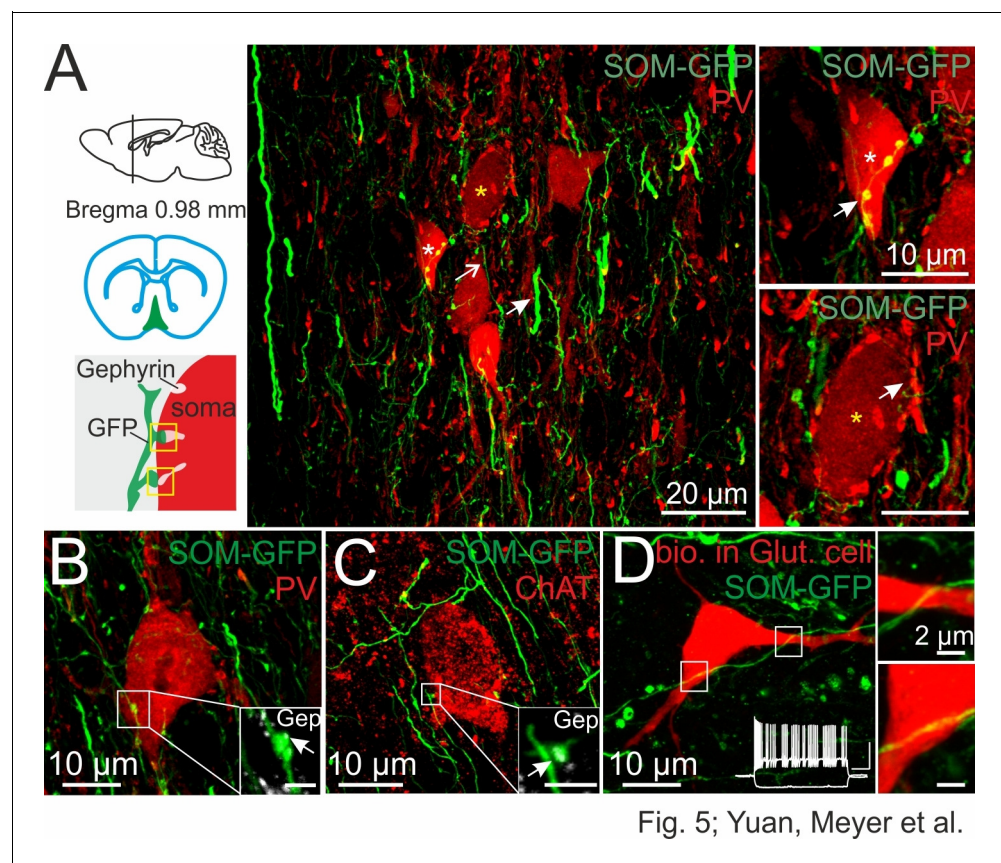 A
SOM-GFP
PV
Bregma 0.98 mm
Gephyrin
soma
GFP
*
*
20 µm
SOM-GFP
PV
*
10 µm
SOM-GFP
PV
*
B
SOM-GFP
PV
Gep
10 µm
C
SOM-GFP
ChAT
Gep
10 µm
D
bio. in Glut. cell
SOM-GFP
10 µm
2 µm
Fig. 5; Yuan, Meyer et al.